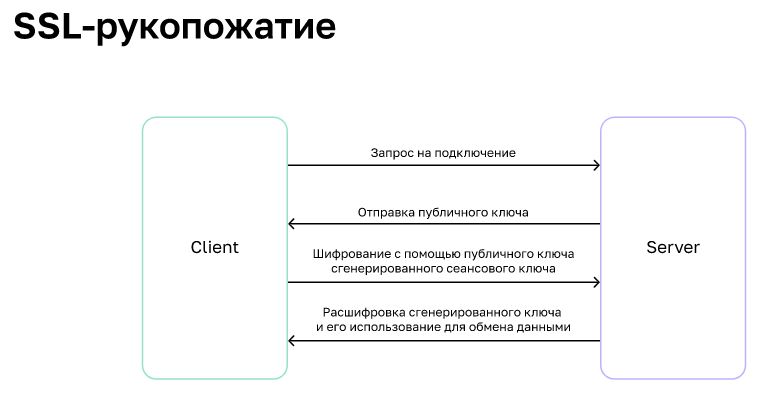 SSL-рукопожатие
Запрос на подключение
Отправка публичного ключа
Client
Server
Шифрование с помощью публичного ключа
сгенерированного сеансового ключа
Расшифровка сгенерированного ключа
и его использование для обмена данными